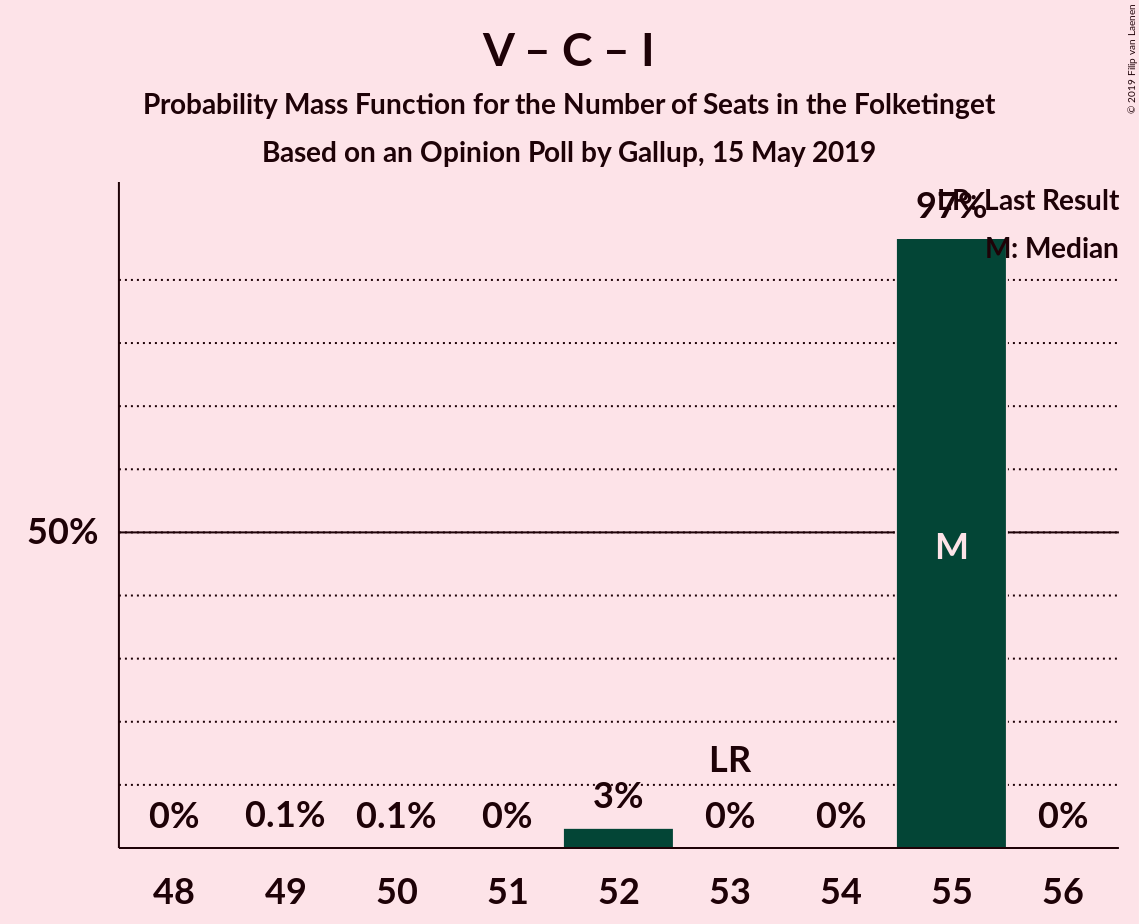 V – C – I
Probability Mass Function for the Number of Seats in the Folketinget
Based on an Opinion Poll by Gallup, 15 May 2019
© 2019 Filip van Laenen
LR: Last Result
M: Median
97%
50%
M
LR
0% 0.1% 0.1% 0% 3% 0% 0% 0%
48 49 50 51 52 53 54 55 56